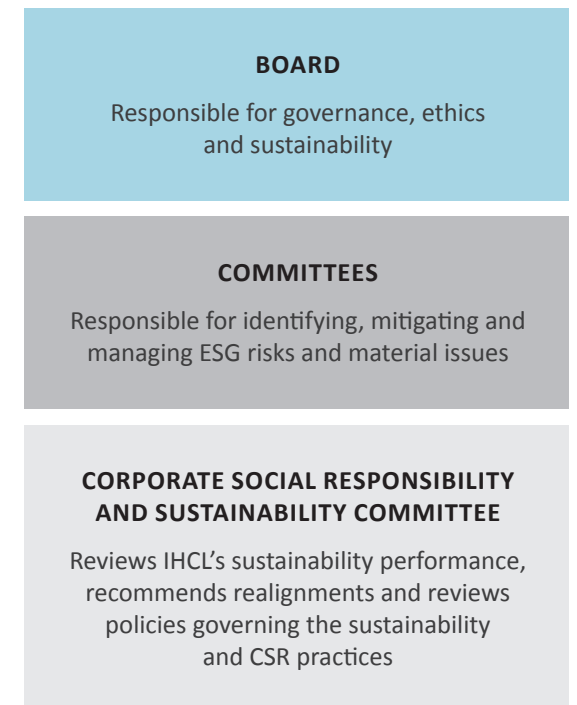 BOARD
Responsible for governance, ethics
and sustainability
COMMITTEES
Responsible for identifying, mitigating and
managing ESG risks and material issues
CORPORATE SOCIAL RESPONSIBILITY
AND SUSTAINABILITY COMMITTEE
Reviews IHCL’s sustainability performance,
recommends realignments and reviews
policies governing the sustainability
and CSR practices